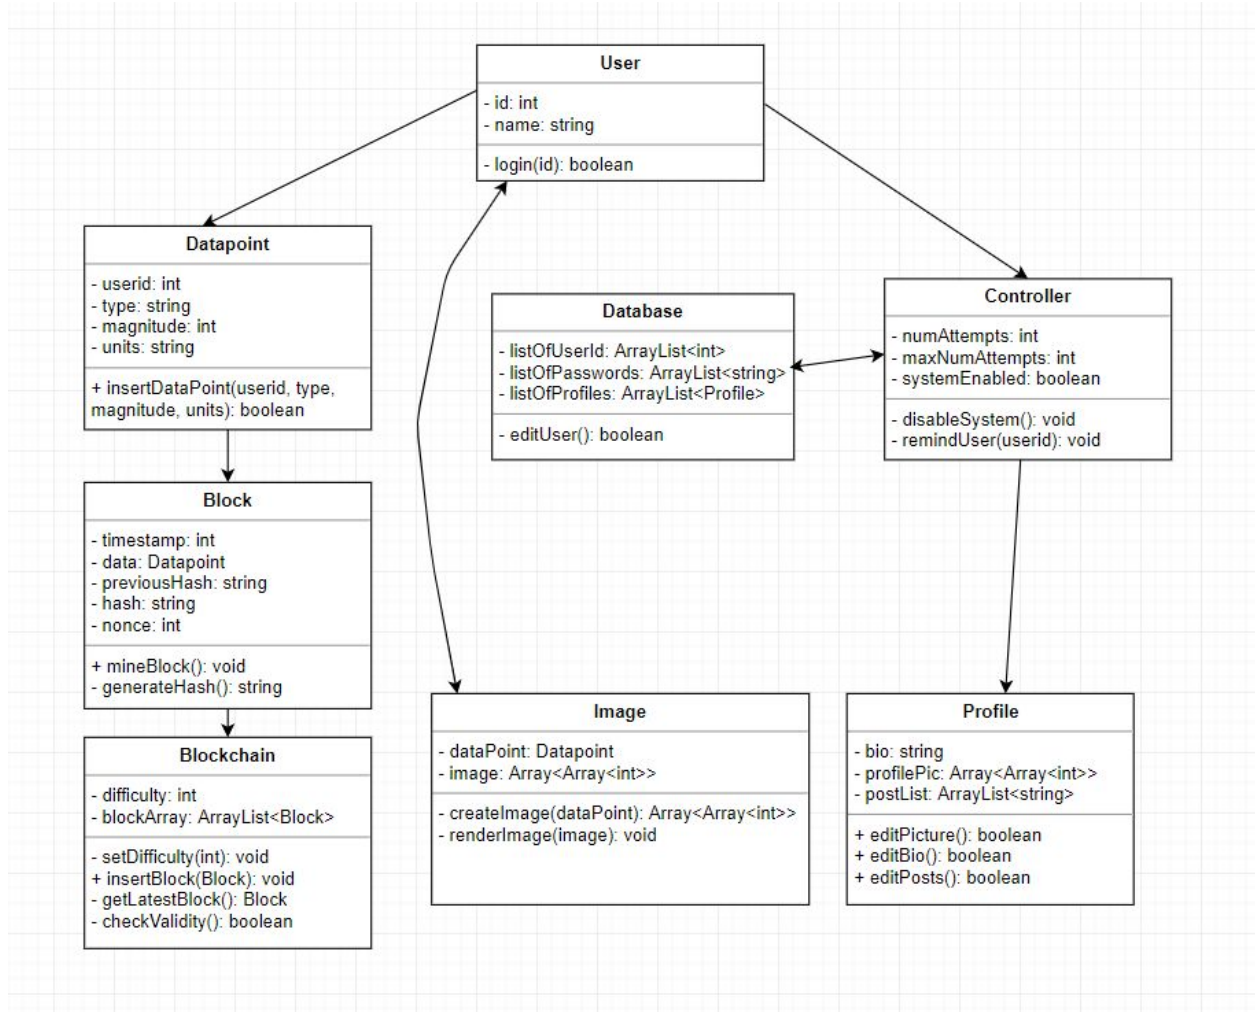 User
- id: int
- name: string
- login(id): boolean
Datapoint
- userid: int
- type: string
- magnitude: int
- units: string
+ insertDataPoint(userid, type,
magnitude, units): boolean
Database
- listOfUserId: ArrayList<int>
- listOfPasswords: ArrayList<string>
- listOfProfiles: ArrayList<Profile>
- editUser(): boolean
Controller
- numAttempts: int
- maxNumAttempts: int
- systemEnabled: boolean
- disableSystem(): void
- remindUser(userid): void
Block
- timestamp: int
- data: Datapoint
- previousHash: string
- hash: string
- nonce: int
+ mineBlock(): void
- generateHash(): string
Blockchain
- difficulty: int
- blockArray: ArrayList<Block>
- setDifficulty(int): void
+ insertBlock(Block): void
- getLatestBlock(): Block
- checkValidity(): boolean
Image
- dataPoint: Datapoint
- image: Array<Array<int>>
- createImage(dataPoint): Array<Array<int>>
- renderImage(image): void
Profile
- bio: string
- profilePic: Array<Array<int>>
- postList: ArrayList<string>
+ editPicture(): boolean
+ editBio(): boolean
+ editPosts(): boolean